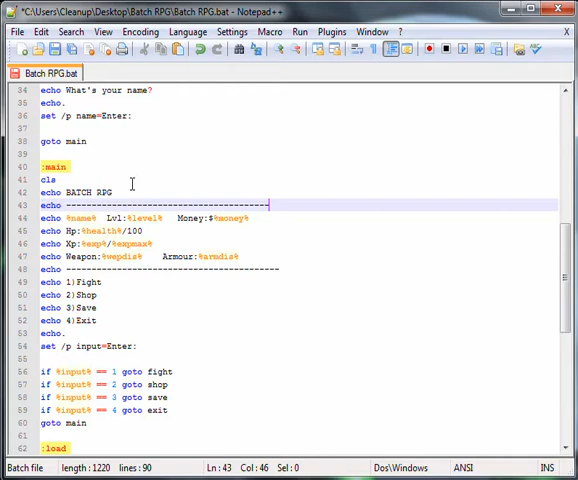 *C:\Users\Cleanup\Desktop\Batch RPG\Batch RPG.bat - Notepad++
File Edit Search View Encoding Language Settings Macro Run Plugins Window ? X
Batch RPG.bat
34 echo What's your name?
35 echo.
36 set /p name=Enter:
37
38 goto main
39
40 :main
41 cls
42 echo BATCH RPG
43 echo ----------------------------------------
44 echo %name% Lvl:%level% Money:$%money%
45 echo Hp:%health%/100
46 echo Xp:%exp%/%expmax%
47 echo Weapon:%wepdis% Armour:%armdis%
48 echo ------------------------------------------
49 echo 1)Fight
50 echo 2)Shop
51 echo 3)Save
52 echo 4)Exit
53 echo.
54 set /p input=Enter:
55
56 if %input% == 1 goto fight
57 if %input% == 2 goto shop
58 if %input% == 3 goto save
59 if %input% == 4 goto exit
60 goto main
61
62 :load
Batch file length : 1220 lines : 90 Ln : 43 Col : 46 Sel : 0 Dos\Windows ANSI INS